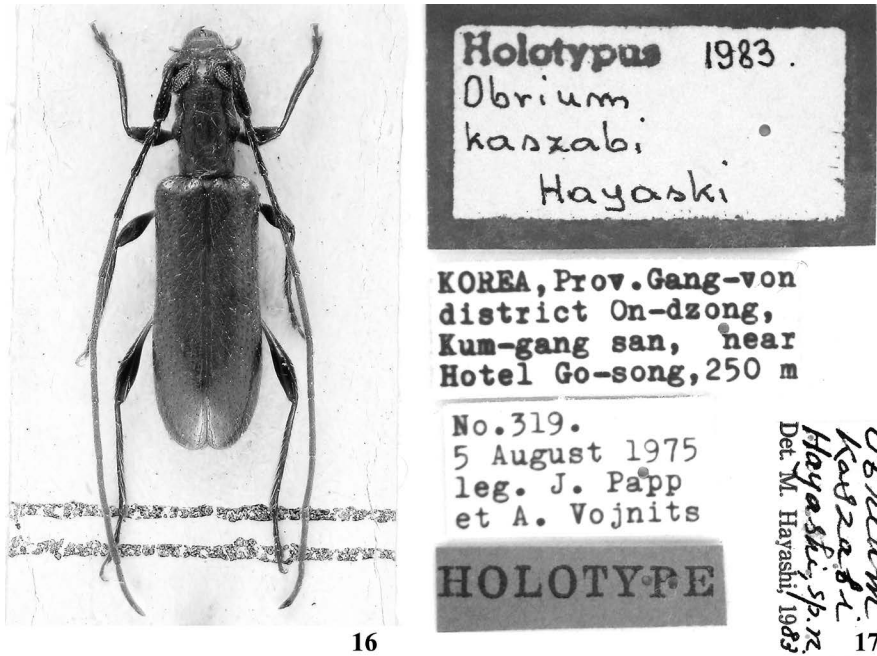 Holotypus 1983.
Obrium
kaszabi
Hayaski
KOREA, Prov.Gang-von
district On-dzong,
Kum-gang san, near
Hotel Go-song, 250 m
No.319.
5 August 1975
leg. J. Papp
et A. Vojnits
HOLOTYPE
Obrium
kaszabi
Hayashi, sp. n.
Det. M. Hayashi, 1983
16
17